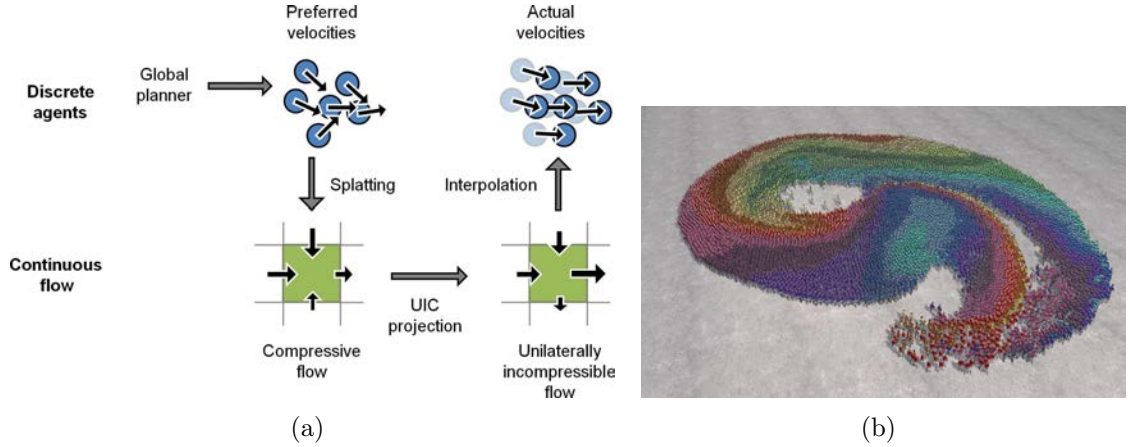 Preferred
velocities
Actual
velocities
Global
planner
Discrete
agents
Splatting
Interpolation
Continuous
flow
UIC
projection
Compressive
flow
Unilaterally
incompressible
flow
(a)
(b)